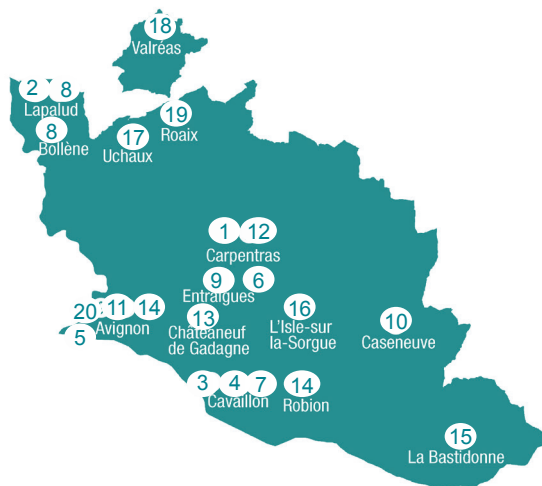 18
Valréas
2 8
Lapalud
19
Roaix
8
Bollène
17
Uchaux
1 12
Carpentras
9 6
Entraigues
20 11 14
Avignon
5
13
Châteaneuf
de Gadagne
16
L'Isle-sur
la-Sorgue
10
Caseneuve
3 4 7
Cavaillon
14
Robion
15
La Bastidonne